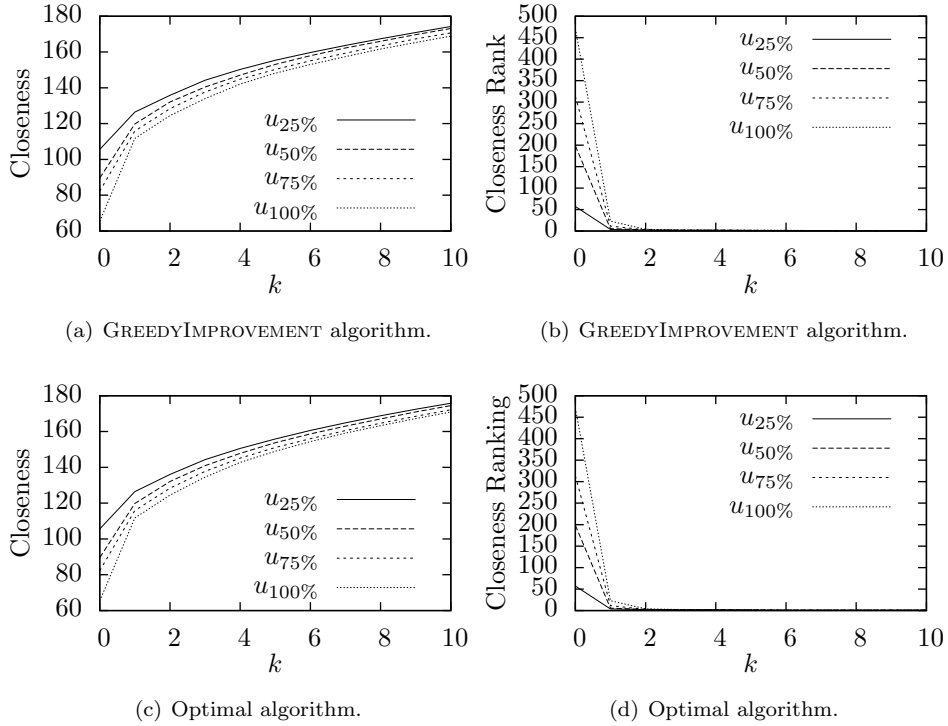 180
160
140
120
100
80
60
Closeness
u25%
u50%
u75%
u100%
0 2 4 6 8 10
k
(a) GREEDYIMPROVEMENT algorithm.
500
450
400
350
300
250
200
150
100
50
0
Closeness Rank
u25%
u50%
u75%
u100%
0 2 4 6 8 10
k
(b) GREEDYIMPROVEMENT algorithm.
180
160
140
120
100
80
60
Closeness
u25%
u50%
u75%
u100%
0 2 4 6 8 10
k
(c) Optimal algorithm.
500
450
400
350
300
250
200
150
100
50
0
Closeness Ranking
u25%
u50%
u75%
u100%
0 2 4 6 8 10
k
(d) Optimal algorithm.